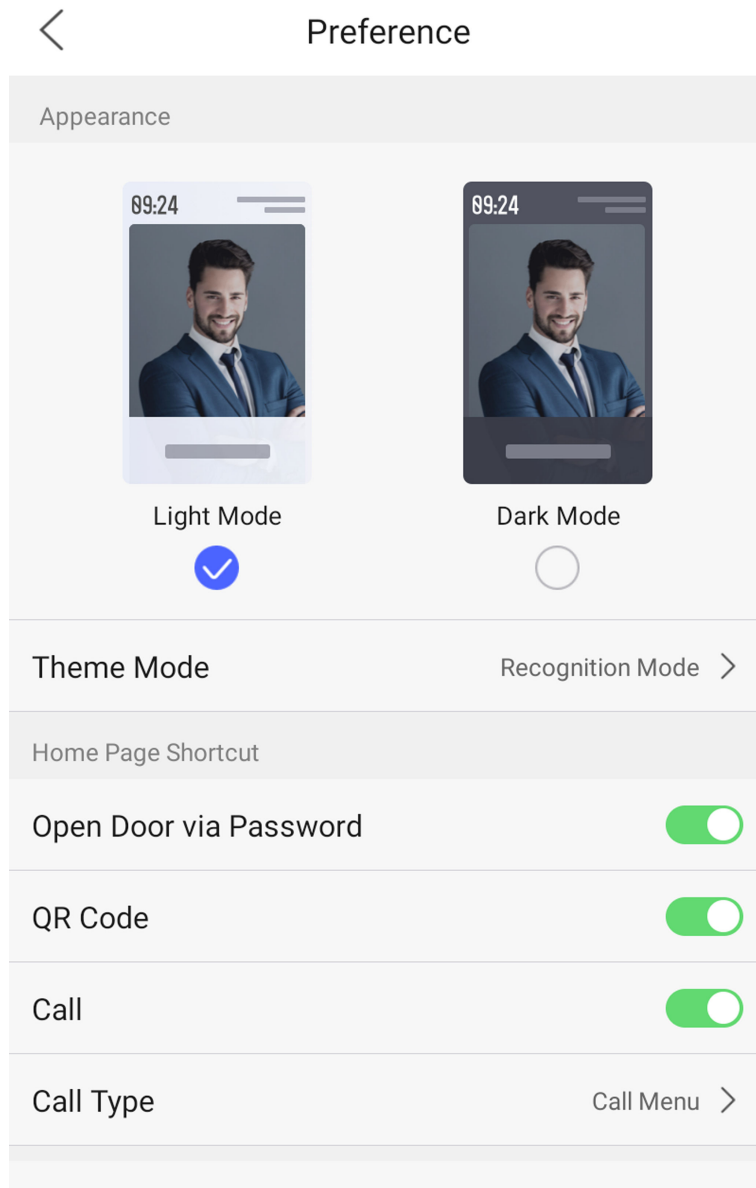 Preference
Appearance
09:24
09:24
Light Mode
Dark Mode
Theme Mode
Recognition Mode
Home Page Shortcut
Open Door via Password
QR Code
Call
Call Type
Call Menu